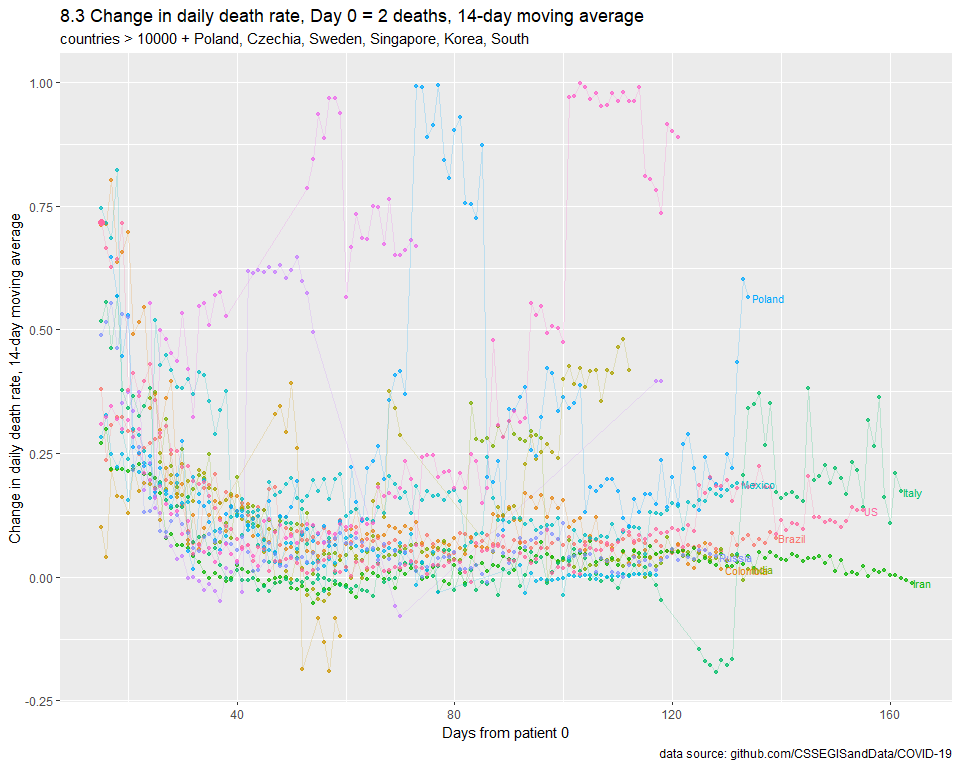 8.3 Change in daily death rate, Day 0 = 2 deaths, 14-day moving average
countries > 10000 + Poland, Czechia, Sweden, Singapore, Korea, South
Change in daily death rate, 14-day moving average
1.00
0.75
0.50
0.25
0.00
-0.25
Poland
Mexico
Italy
US
Brazil
Russia
Colombia
India
Iran
40
80
120
160
Days from patient 0
data source: github.com/CSSEGISandData/COVID-19